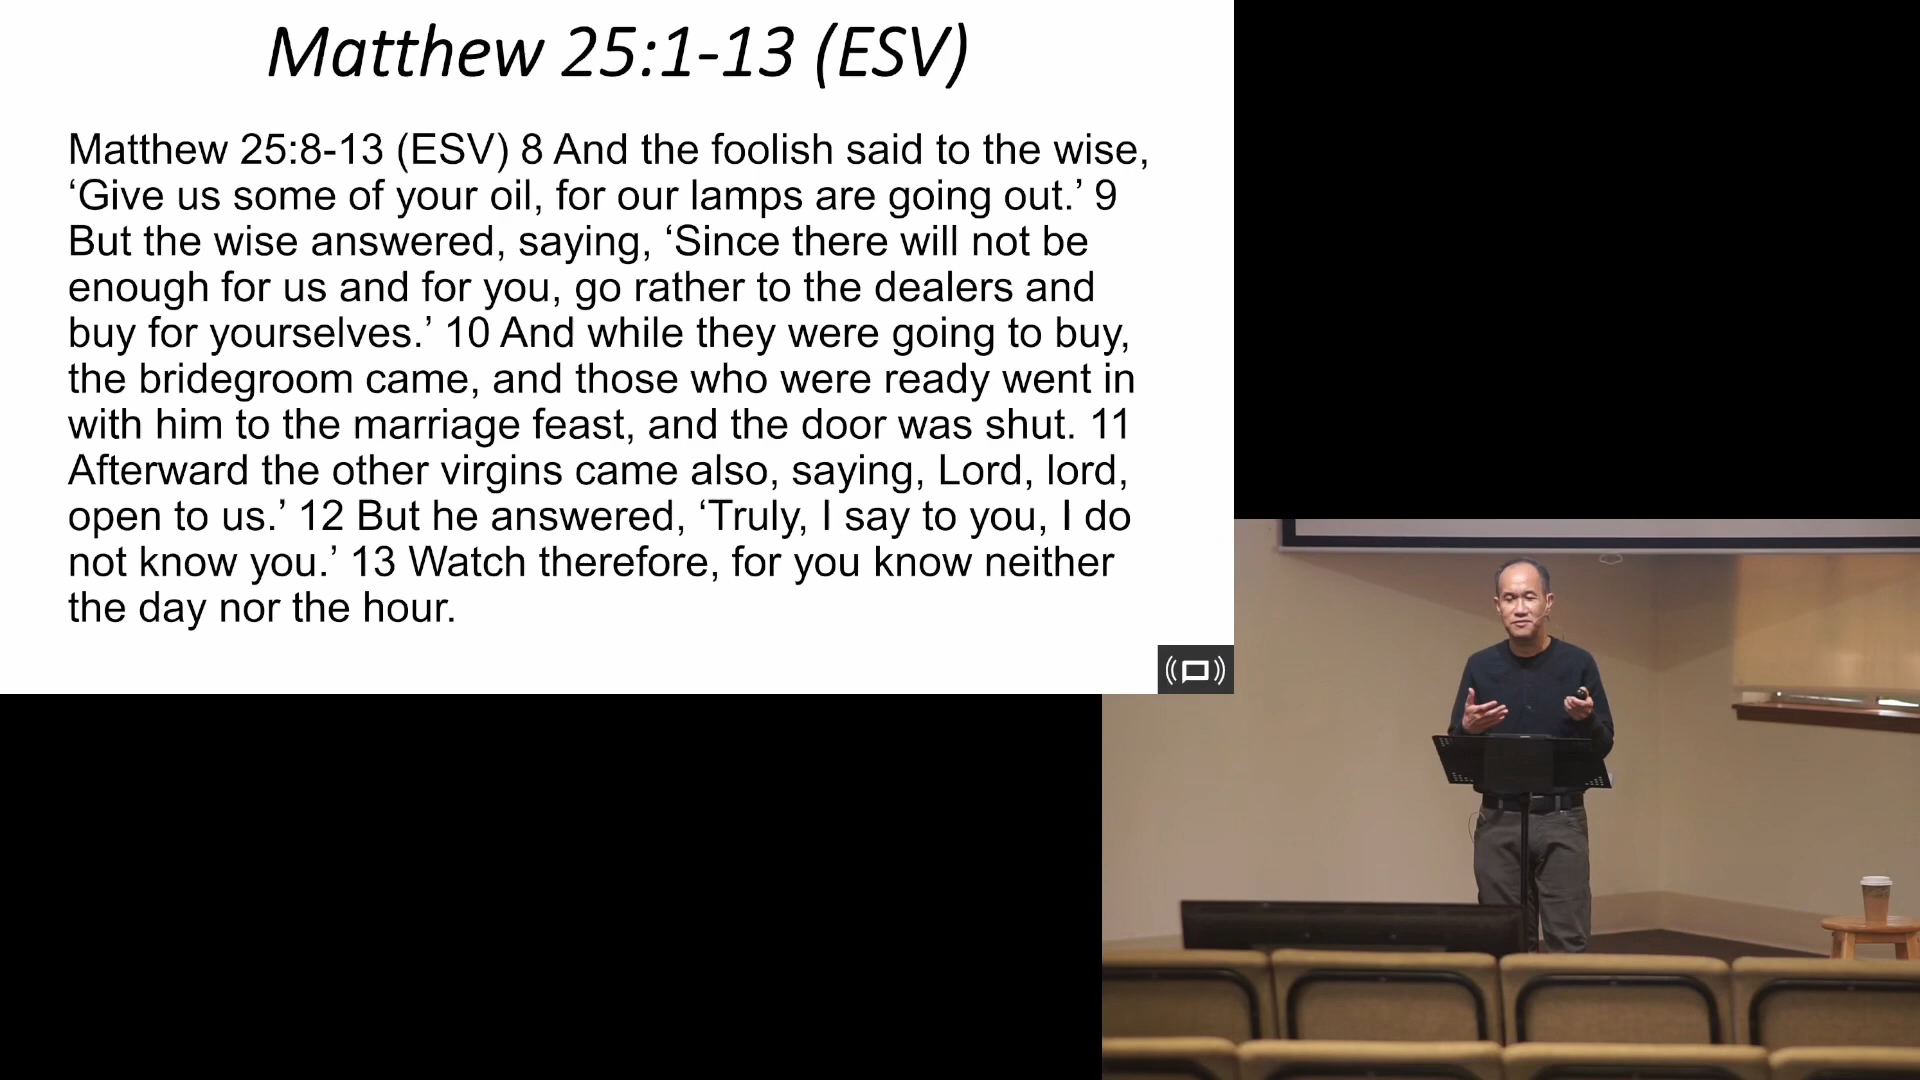 Matthew 25:1-13 (ESV)
Matthew 25:8-13 (ESV) 8 And the foolish said to the wise,
‘Give us some of your oil, for our lamps are going out.’ 9
But the wise answered, saying, ‘Since there will not be
enough for us and for you, go rather to the dealers and
buy for yourselves.’ 10 And while they were going to buy,
the bridegroom came, and those who were ready went in
with him to the marriage feast, and the door was shut. 11
Afterward the other virgins came also, saying, Lord, lord,
open to us.’ 12 But he answered, ‘Truly, I say to you, I do
not know you.’ 13 Watch therefore, for you know neither
the day nor the hour.